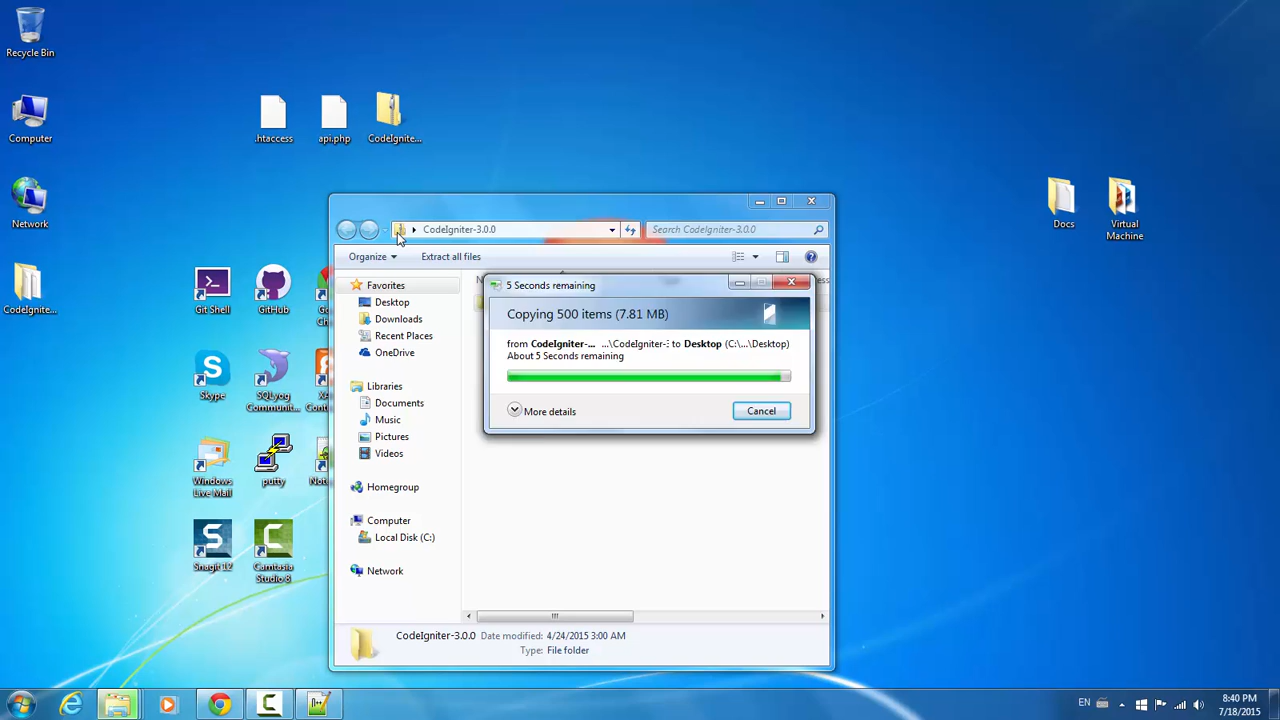 Recycle Bin
Computer
Network
CodeIgnite...
.htaccess
api.php
CodeIgnite...
Docs
Virtual
Machine
Git Shell
GitHub
Skype
SQLyog
Communit...
Windows
Live Mail
putty
Snagit 12
Camtasia
Studio 8
CodeIgniter-3.0.0
Search CodeIgniter-3.0.0
Organize
Extract all files
Favorites
Desktop
Downloads
Recent Places
OneDrive
Libraries
Documents
Music
Pictures
Videos
Homegroup
Computer
Local Disk (C:)
Network
5 Seconds remaining
Copying 500 items (7.81 MB)
from CodeIgniter-... ...\CodeIgniter-3 to Desktop (C:\...\Desktop)
About 5 Seconds remaining
More details
Cancel
CodeIgniter-3.0.0 Date modified: 4/24/2015 3:00 AM
Type: File folder
EN
8:40 PM
7/18/2015